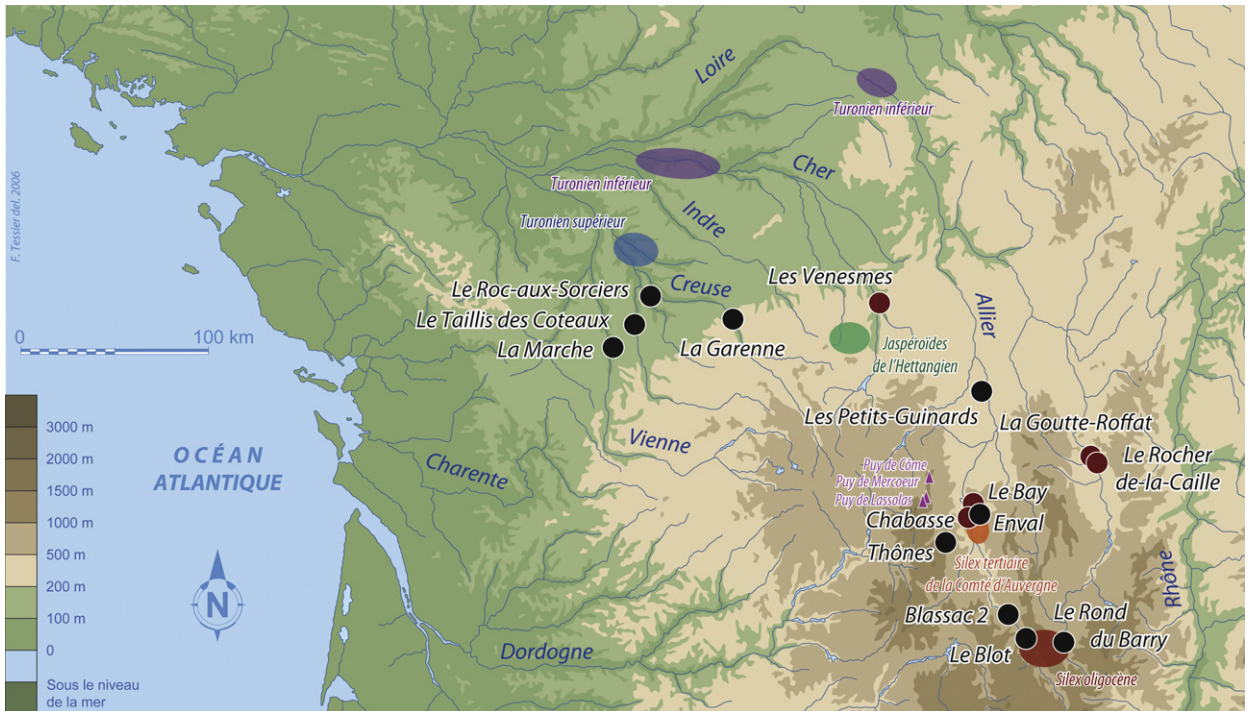 Loire
Turonien inférieur
Cher
Turonien inférieur
Indre
Turonien supérieur
F. Tessier del. 2006
Creuse
Les Venesmes
Le Roc-aux-Sorciers
Allier
Le Taillis des Coteaux
0 100 km
La Marche
La Garenne
Jaspéroïdes
de l'Hettangien
Les Petits-Guinards
La Goutte-Roffat
3000 m
2000 m
1500 m
1000 m
500 m
200 m
100 m
0
Sous le niveau
de la mer
OCÉAN
ATLANTIQUE
N
Vienne
Charente
Le Rocher
de-la-Caille
Puy de Côme
Puy de Mercoeur
Puy de Lassolas
Le Bay
Chabasse
Enval
Thônes
Silex tertiaire
de la Comté d'Auvergne
Rhône
Blassac 2
Le Rond
du Barry
Le Blot
Dordogne
Silex oligocène